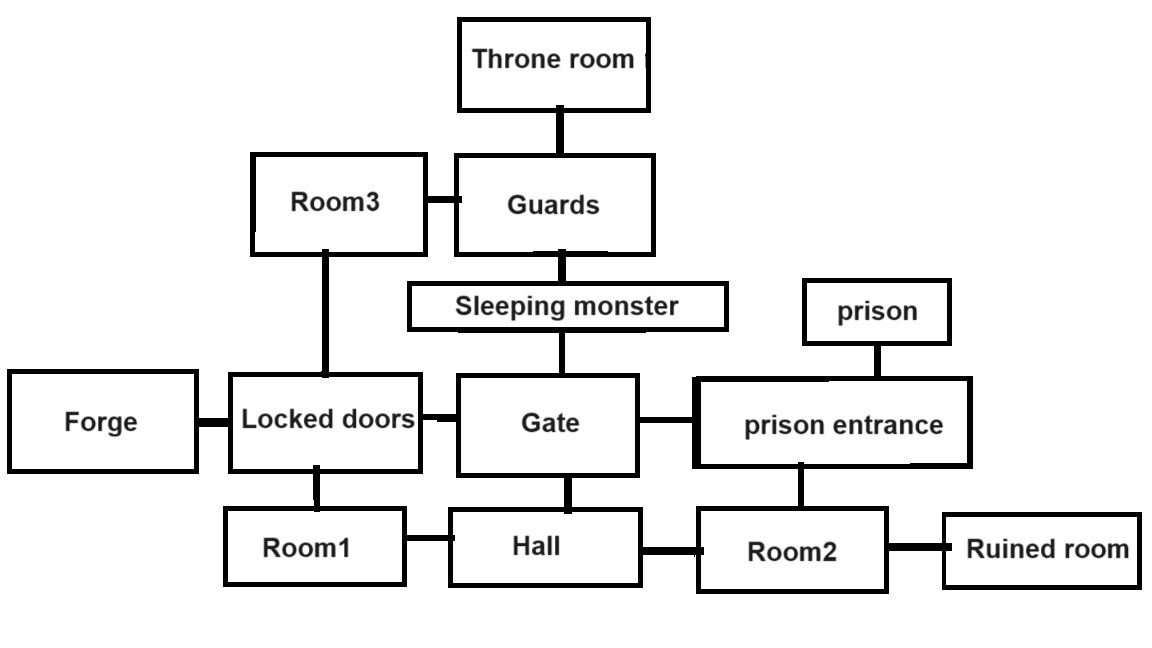 Throne room
Room3
Guards
Sleeping monster
prison
Forge
Locked doors
Gate
prison entrance
Room1
Hall
Room2
Ruined room